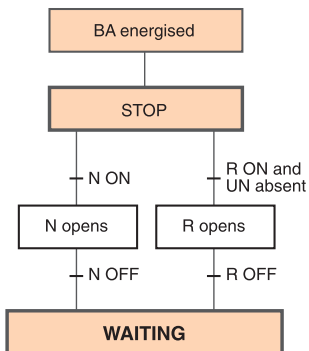 BA energised
STOP
N ON
R ON and
UN absent
N opens
R opens
N OFF
R OFF
WAITING